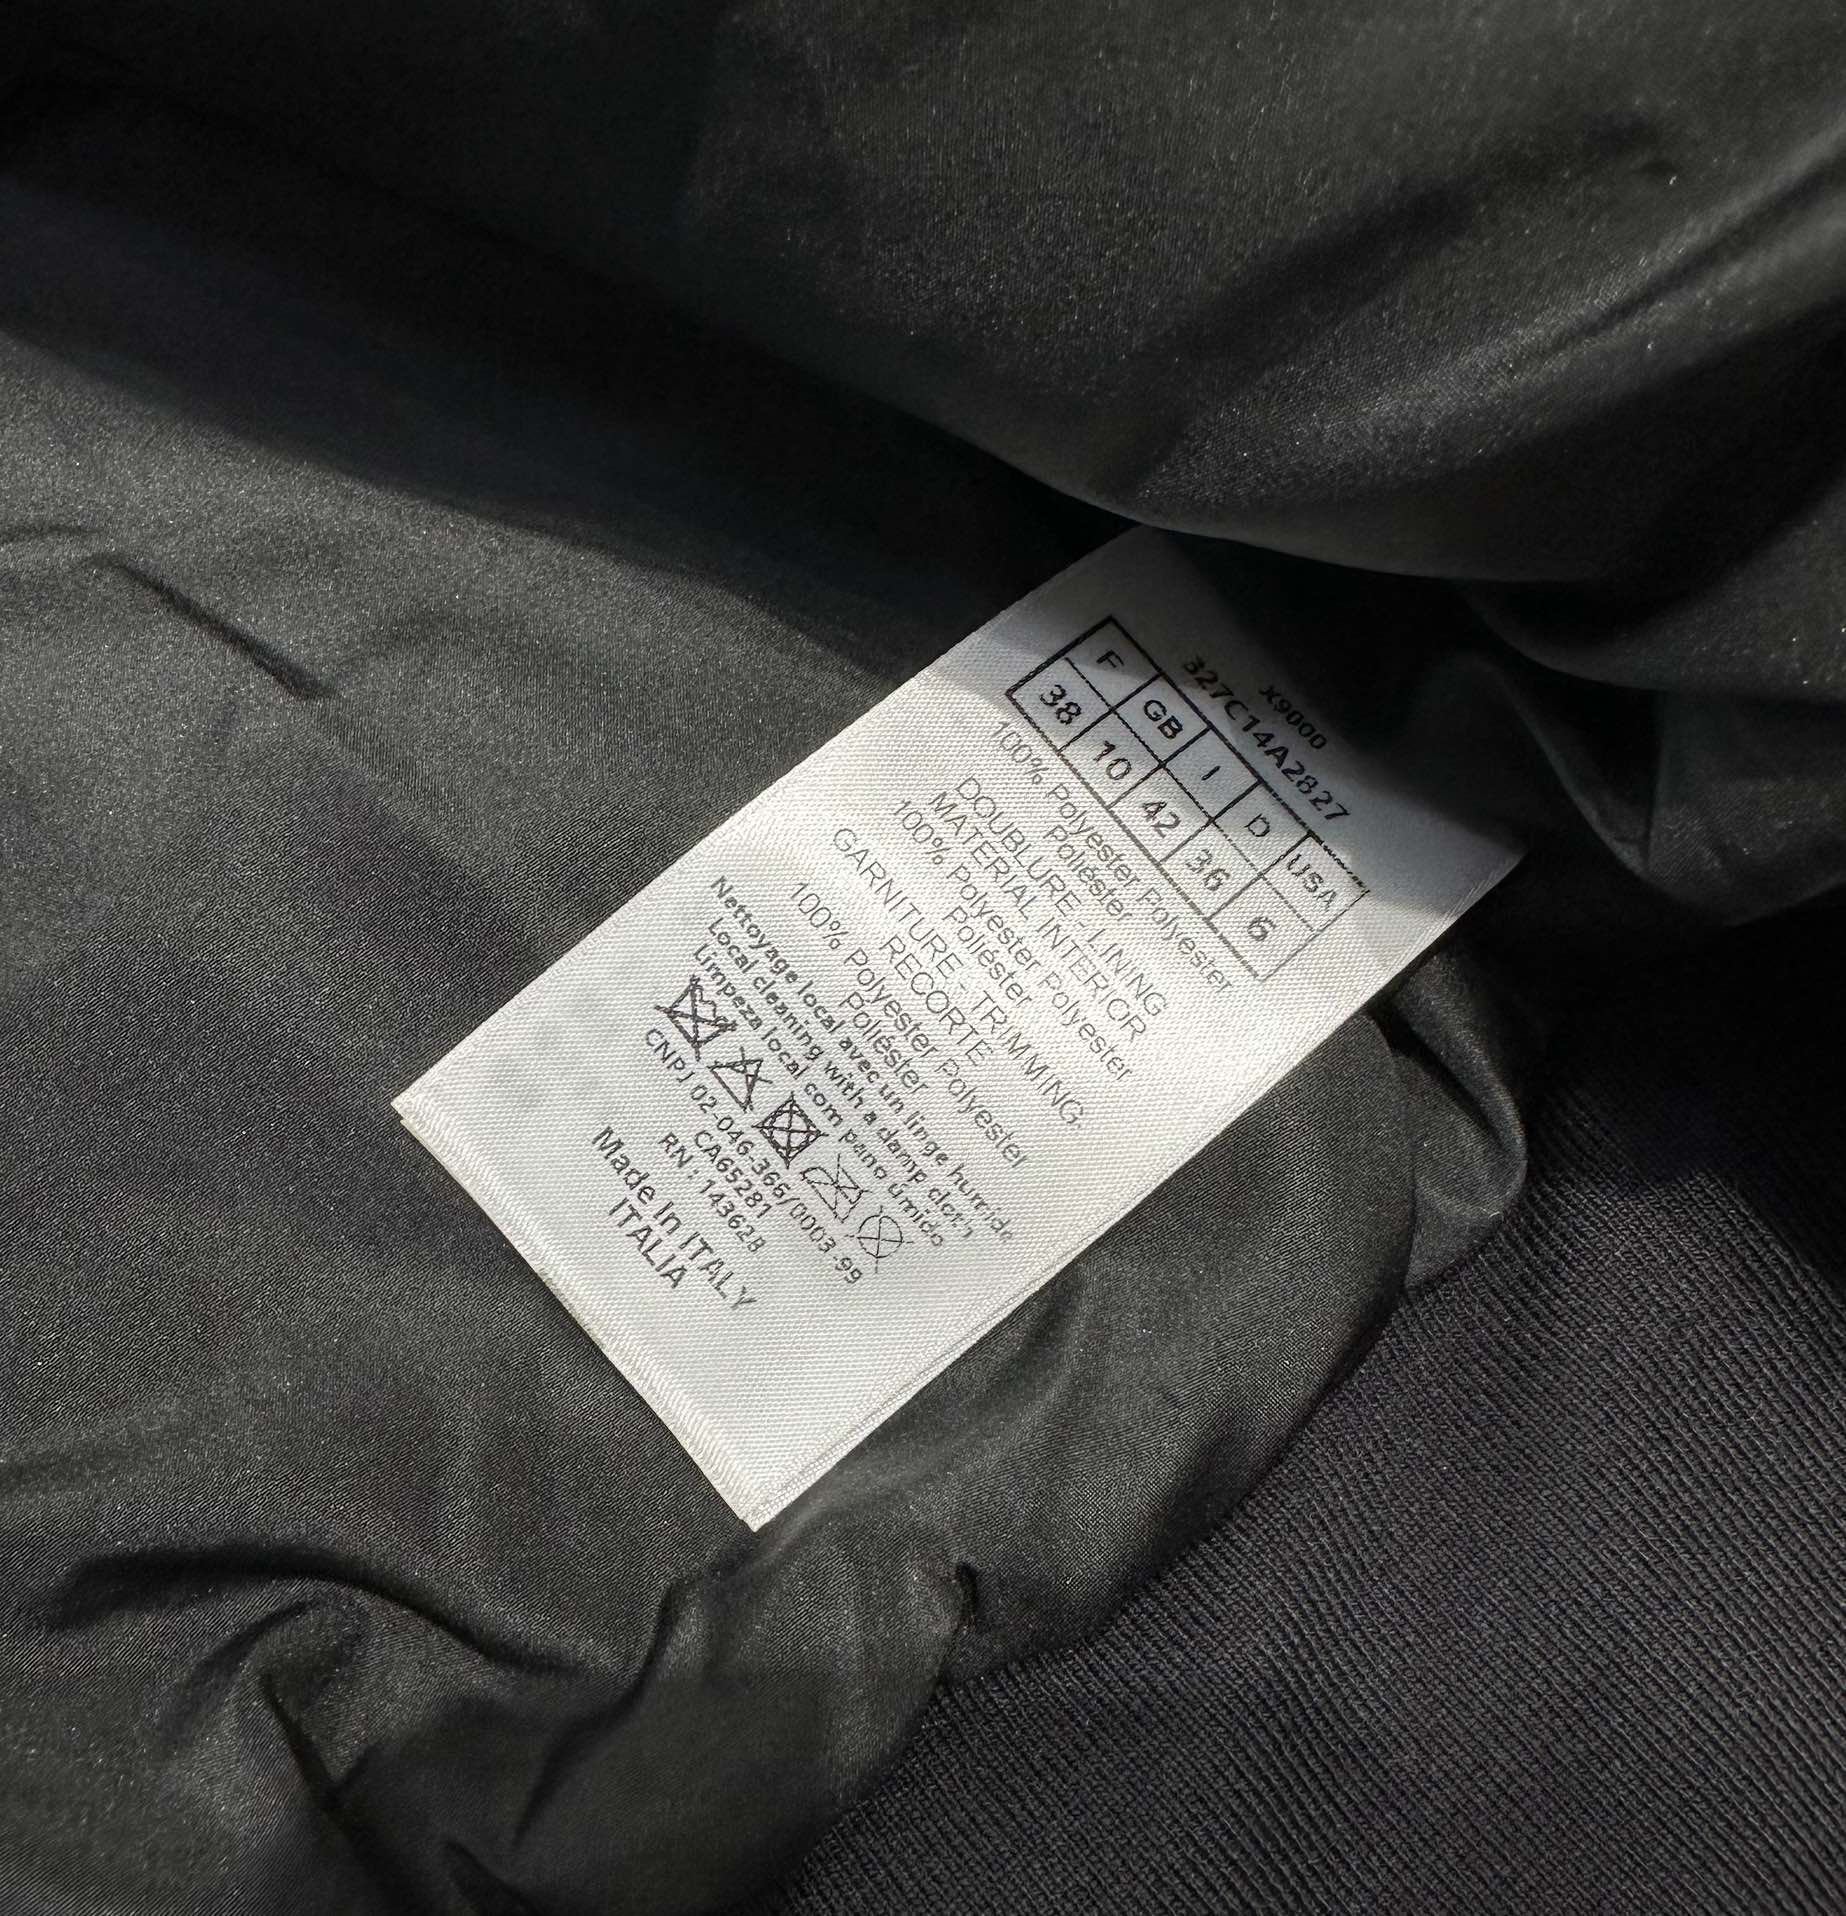 X9000
327C14A2827
F GB I D USA
38 10 42 36 6
100% Polyester Polyester
Poliéster
DOUBLURE - LINING
MATERIAL INTERIOR
100% Polyester Polyester
Poliéster
GARNITURE - TRIMMING.
RECORTE
100% Polyester Polyester
Poliéster
Nettoyage local avec un linge humide
Local cleaning with a damp cloth
Limpeza local com pano úmido
CNPJ 02-046-366/0003-99
CA65281
RN : 143628
Made In ITALY
ITALIA